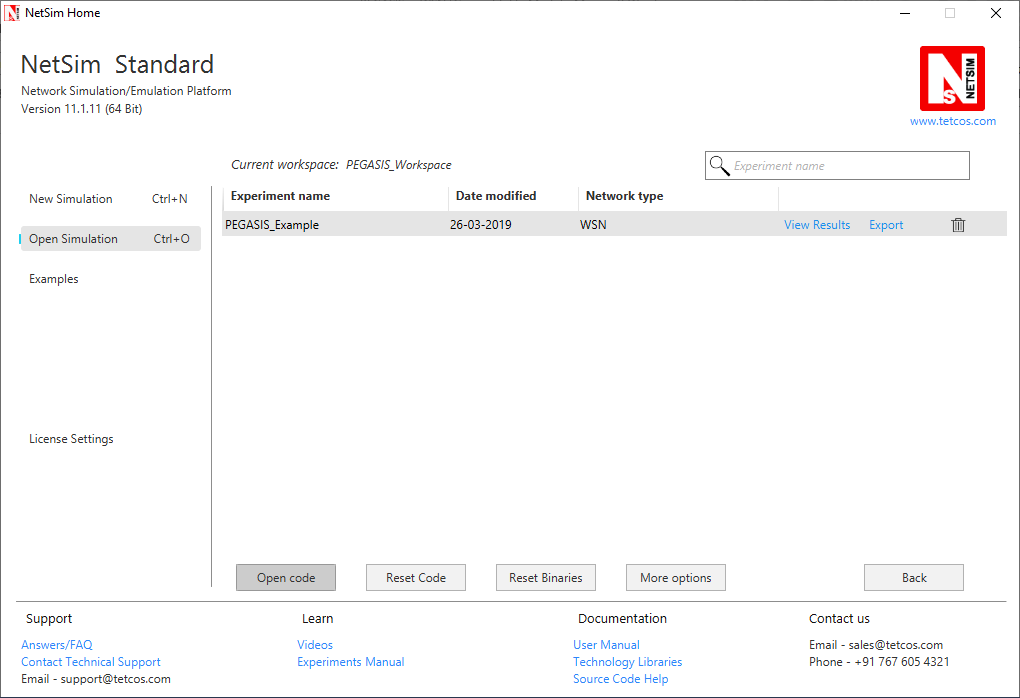 NetSim Home
NetSim Standard
Network Simulation/Emulation Platform
Version 11.1.11 (64 Bit)
NS NETSIM
www.tetcos.com
Current workspace: PEGASIS_Workspace
Experiment name
New Simulation Ctrl+N
Open Simulation Ctrl+O
Examples
License Settings
Experiment name Date modified Network type
PEGASIS_Example 26-03-2019 WSN View Results Export
Open code Reset Code Reset Binaries More options Back
Support
Answers/FAQ
Contact Technical Support
Email - support@tetcos.com
Learn
Videos
Experiments Manual
Documentation
User Manual
Technology Libraries
Source Code Help
Contact us
Email - sales@tetcos.com
Phone - +91 767 605 4321